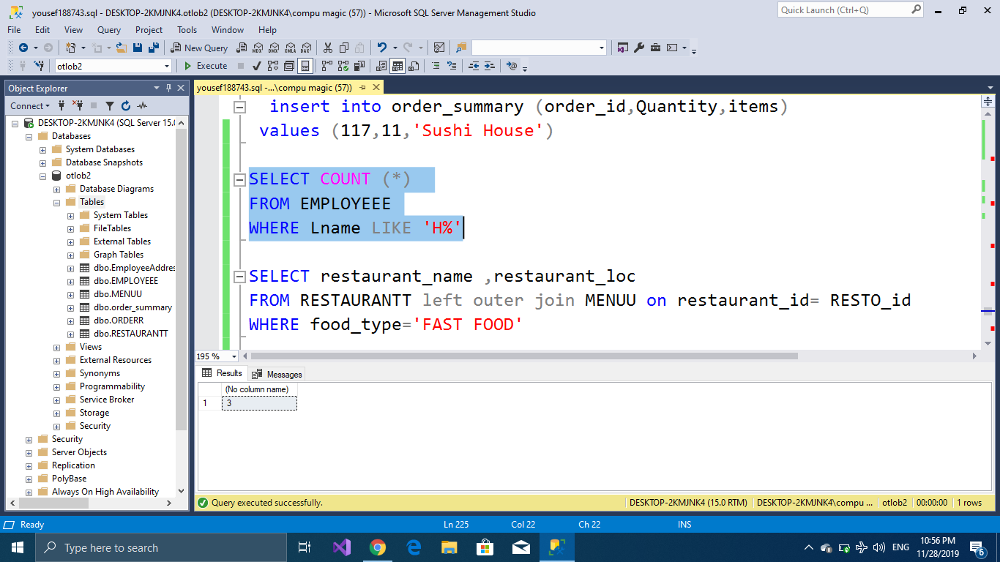 yousef188743.sql - DESKTOP-2KMJNK4.otlob2 (DESKTOP-2KMJNK4\compu magic (57)) - Microsoft SQL Server Management Studio
Quick Launch (Ctrl+Q)
File Edit View Query Project Tools Window Help
New Query MDX DMX XMLA DAX
otlob2 Execute
Object Explorer
Connect
DESKTOP-2KMJNK4 (SQL Server 15.0
Databases
System Databases
Database Snapshots
otlob2
Database Diagrams
Tables
System Tables
FileTables
External Tables
Graph Tables
dbo.EmployeeAddres
dbo.EMPLOYEEE
dbo.MENUU
dbo.order_summary
dbo.ORDERR
dbo.RESTAURANTT
Views
External Resources
Synonyms
Programmability
Service Broker
Storage
Security
Security
Server Objects
Replication
PolyBase
Always On High Availability
yousef188743.sql -...\compu magic (57))
insert into order_summary (order_id,Quantity,items)
values (117,11,'Sushi House')
SELECT COUNT (*)
FROM EMPLOYEEE
WHERE Lname LIKE 'H%'
SELECT restaurant_name ,restaurant_loc
FROM RESTAURANTT left outer join MENUU on restaurant_id= RESTO_id
WHERE food_type='FAST FOOD'
195 %
Results Messages
(No column name)
1 3
Query executed successfully. DESKTOP-2KMJNK4 (15.0 RTM) DESKTOP-2KMJNK4\compu ... otlob2 00:00:00 1 rows
Ready Ln 225 Col 22 Ch 22 INS
Type here to search
ENG
10:56 PM
11/28/2019
6